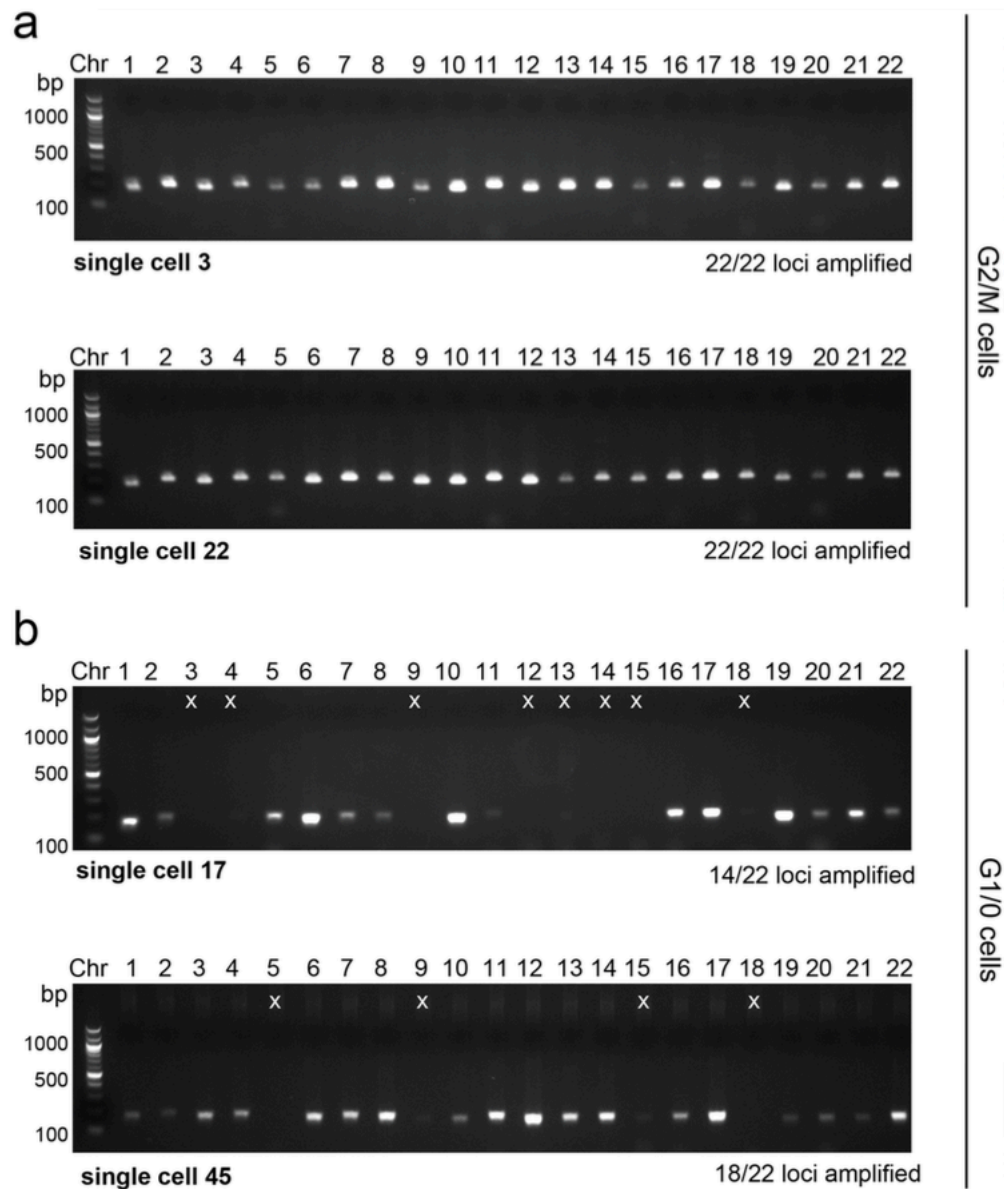 a
Chr 1 2 3 4 5 6 7 8 9 10 11 12 13 14 15 16 17 18 19 20 21 22
bp
1000
500
100
single cell 3 22/22 loci amplified
Chr 1 2 3 4 5 6 7 8 9 10 11 12 13 14 15 16 17 18 19 20 21 22
bp
1000
500
100
single cell 22 22/22 loci amplified
G2/M cells
b
Chr 1 2 3 4 5 6 7 8 9 10 11 12 13 14 15 16 17 18 19 20 21 22
bp x x x x x x x x
1000
500
100
single cell 17 14/22 loci amplified
Chr 1 2 3 4 5 6 7 8 9 10 11 12 13 14 15 16 17 18 19 20 21 22
bp x x x x
1000
500
100
single cell 45 18/22 loci amplified
G1/0 cells